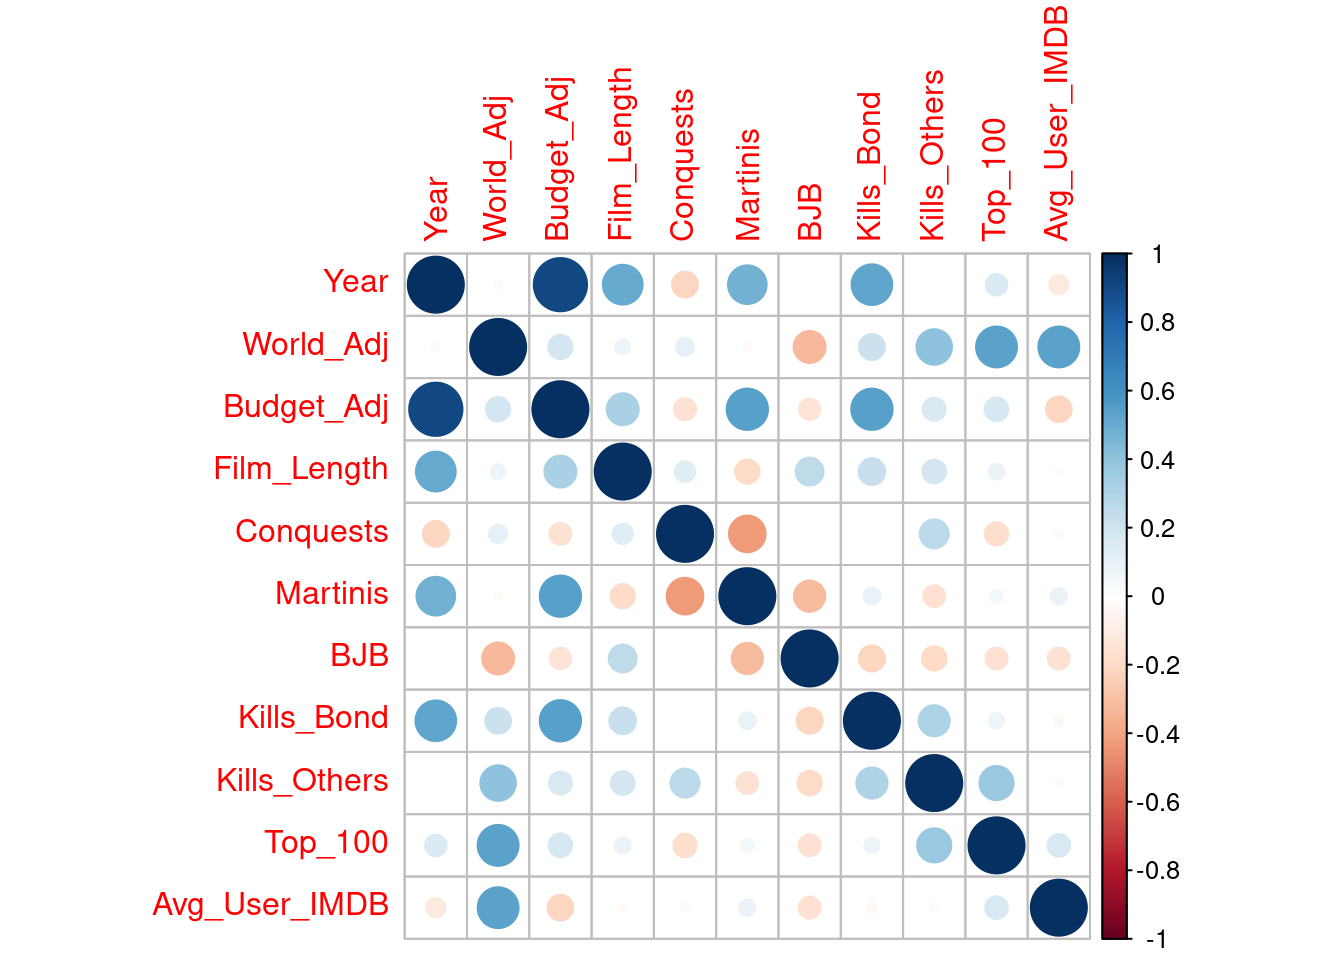 Year
World_Adj
Budget_Adj
Film_Length
Conquests
Martinis
BJB
Kills_Bond
Kills_Others
Top_100
Avg_User_IMDB
Year
World_Adj
Budget_Adj
Film_Length
Conquests
Martinis
BJB
Kills_Bond
Kills_Others
Top_100
Avg_User_IMDB
1
0.8
0.6
0.4
0.2
0
-0.2
-0.4
-0.6
-0.8
-1